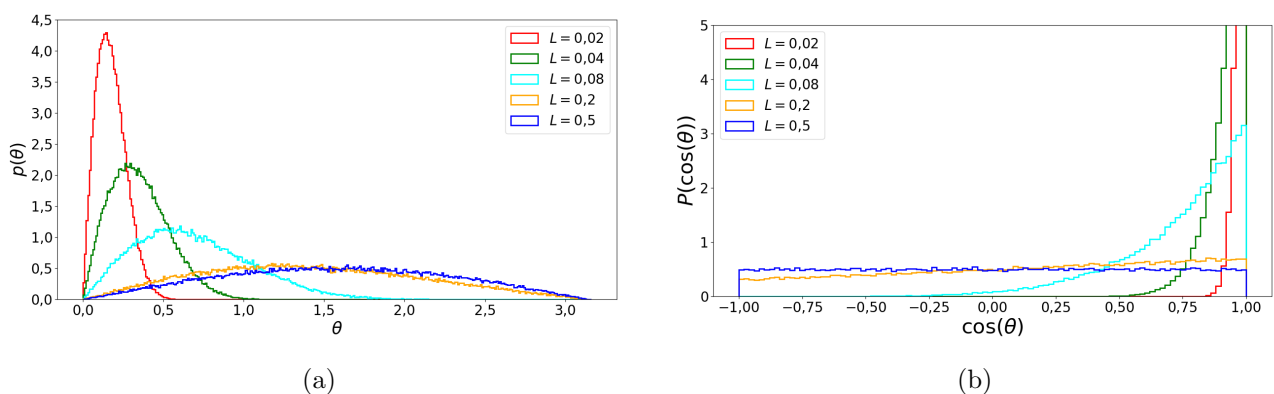 4,5
4,0
3,5
3,0
2,5
2,0
1,5
1,0
0,5
0,0
p(θ)
0,0 0,5 1,0 1,5 2,0 2,5 3,0
θ
L = 0,02
L = 0,04
L = 0,08
L = 0,2
L = 0,5
(a)
5
4
3
2
1
0
P(cos(θ))
−1,00 −0,75 −0,50 −0,25 0,00 0,25 0,50 0,75 1,00
cos(θ)
L = 0,02
L = 0,04
L = 0,08
L = 0,2
L = 0,5
(b)